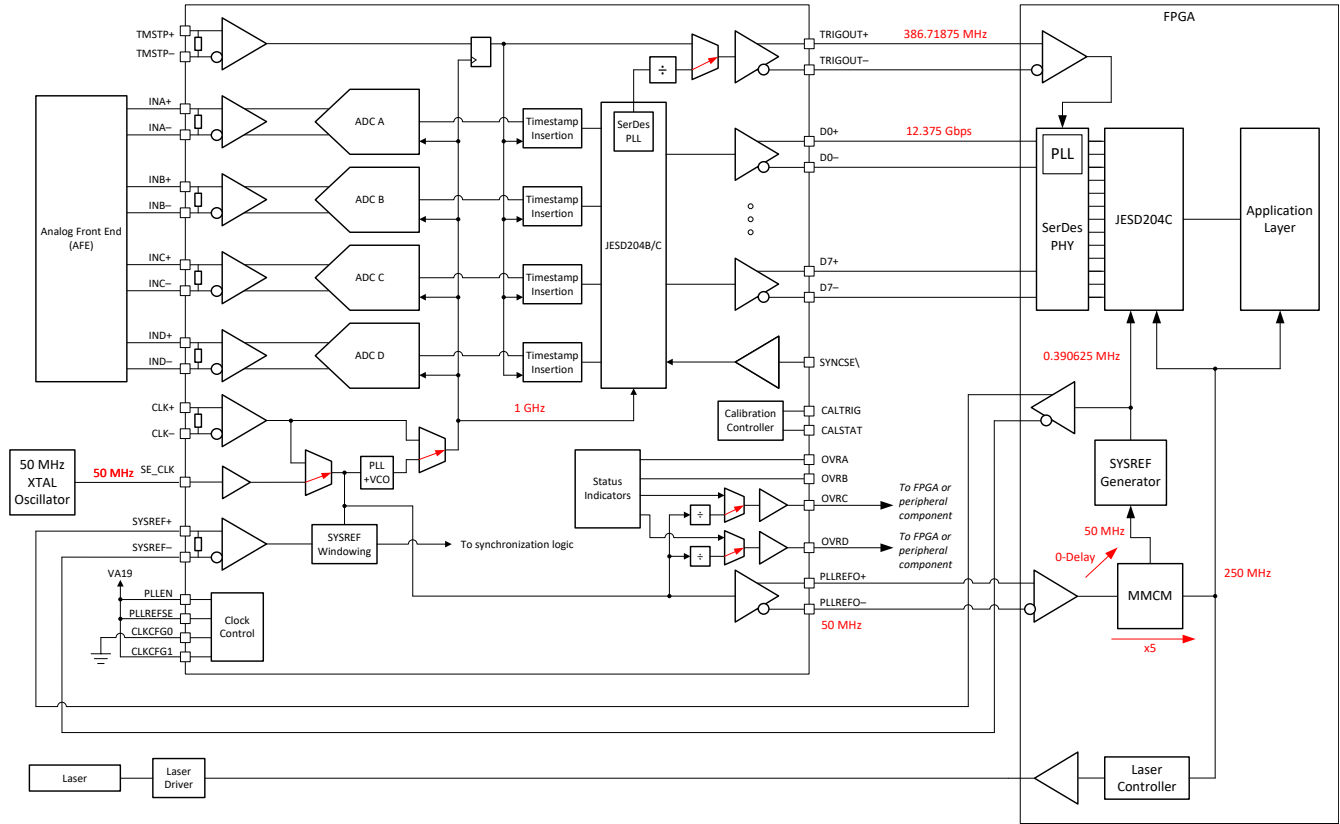 FPGA
TMSTP+
TMSTP–
TRIGOUT+
386.71875 MHz
TRIGOUT–
÷
INA+
INA–
ADC A
Timestamp
Insertion
SerDes
PLL
D0+
12.375 Gbps
D0–
PLL
INB+
INB–
ADC B
Timestamp
Insertion
Analog Front End
(AFE)
JESD204B/C
SerDes
PHY
JESD204C
Application
Layer
INC+
INC–
ADC C
Timestamp
Insertion
D7+
D7–
IND+
IND–
ADC D
Timestamp
Insertion
SYNCSE\
0.390625 MHz
CLK+
CLK–
1 GHz
Calibration
Controller
CALTRIG
CALSTAT
50 MHz
XTAL
Oscillator
50 MHz
SE_CLK
PLL
+VCO
Status
Indicators
OVRA
OVRB
OVRC
OVRD
÷
÷
To FPGA or
peripheral
component
To FPGA or
peripheral
component
SYSREF
Generator
SYSREF+
SYSREF–
SYSREF
Windowing
To synchronization logic
50 MHz
0-Delay
VA19
PLLEN
PLLREFSE
CLKCFG0
CLKCFG1
Clock
Control
PLLREFO+
PLLREFO–
50 MHz
MMCM
x5
250 MHz
Laser
Laser
Driver
Laser
Controller